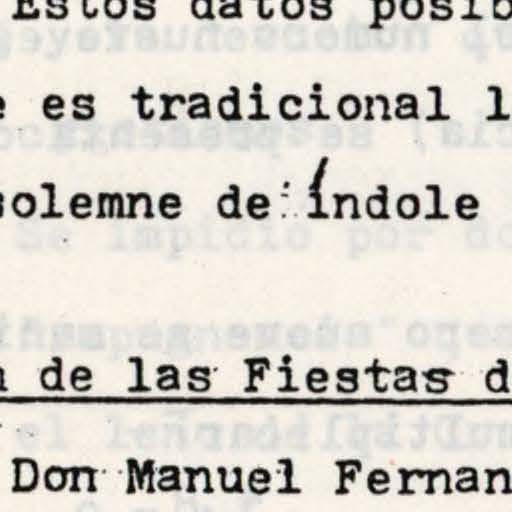 Estos datos posib
e es tradicional l
solemne de índole
n de las Fiestas d
Don Manuel Fernan